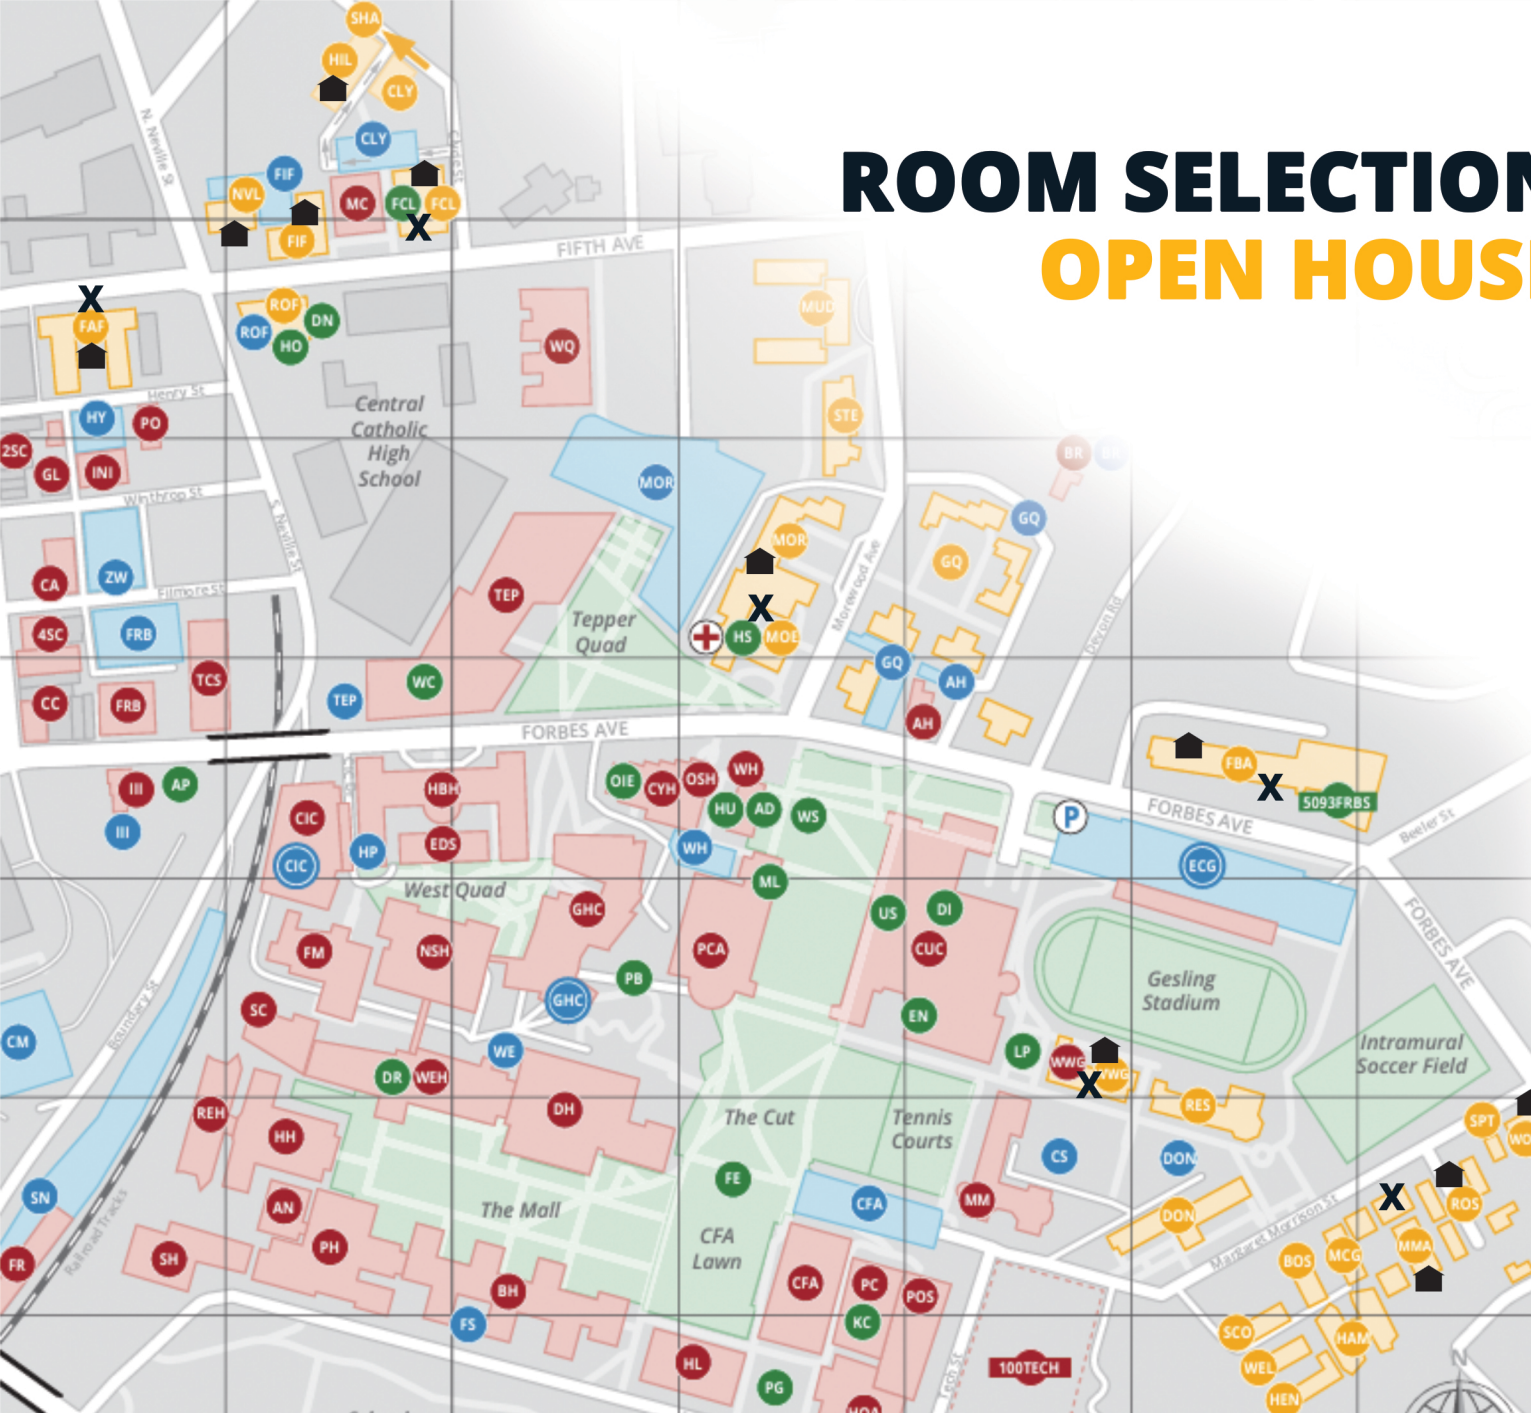 SHA
HIL
CLY
CLY
N. Neville St
Clyde St
FIF
NVL
MC
FCL
FCL
X
FIF
ROOM SELECTION
OPEN HOUS
FIFTH AVE
X
FAF
ROF
ROF
DN
HO
WQ
MUD
Henry St
Central
Catholic
High
School
STE
HY
PO
2SC
GL
INI
BR
BR
MOR
Winthrop St
S. Neville St
GQ
MOR
GQ
CA
ZW
Filmore St
TEP
Morewood Ave
X
Devon Rd
4SC
FRB
Tepper
Quad
HS
MOE
GQ
AH
TCS
WC
CC
FRB
TEP
AH
FORBES AVE
FBA
X
5093FRBS
III
AP
III
HBH
OIE
CYH
OSH
WH
HU
AD
WS
P
FORBES AVE
Beeler St
CIC
EDS
HP
CIC
WH
ECG
West Quad
ML
GHC
US
DI
FORBES AVE
FM
NSH
PCA
CUC
PB
Gesling
Stadium
GHC
SC
EN
Boundary St
CM
WE
LP
WWG
WWG
X
Intramural
Soccer Field
DR
WEH
REH
DH
The Cut
Tennis
Courts
RES
SPT
HH
WO
CS
DON
FE
SN
AN
The Mall
CFA
MM
X
ROS
DON
Margaret Morrison St
Railroad Tracks
PH
CFA
Lawn
SH
FR
BOS
MCG
MMA
BH
CFA
PC
POS
FS
KC
SCO
HAM
HL
100TECH
WEL
Tech St
PG
HEN
N